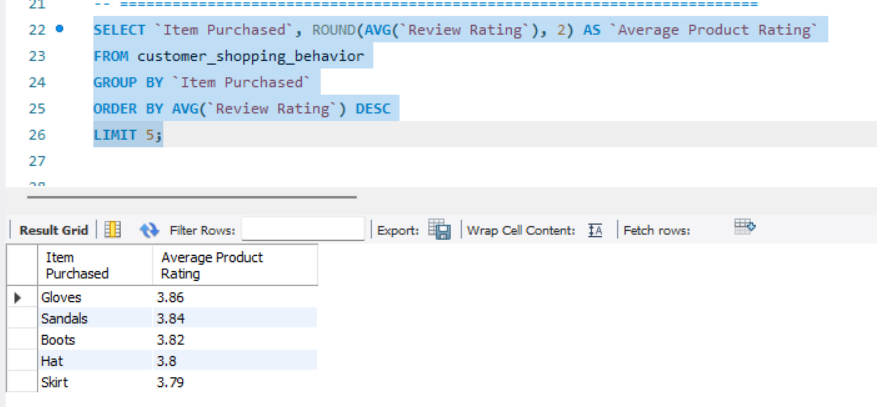 21 -- ==================================================================
22 SELECT `Item Purchased`, ROUND(AVG(`Review Rating`), 2) AS `Average Product Rating`
23 FROM customer_shopping_behavior
24 GROUP BY `Item Purchased`
25 ORDER BY AVG(`Review Rating`) DESC
26 LIMIT 5;
27
28
Result Grid Filter Rows: Export: Wrap Cell Content: IA Fetch rows:
Item Purchased Average Product Rating
Gloves 3.86
Sandals 3.84
Boots 3.82
Hat 3.8
Skirt 3.79